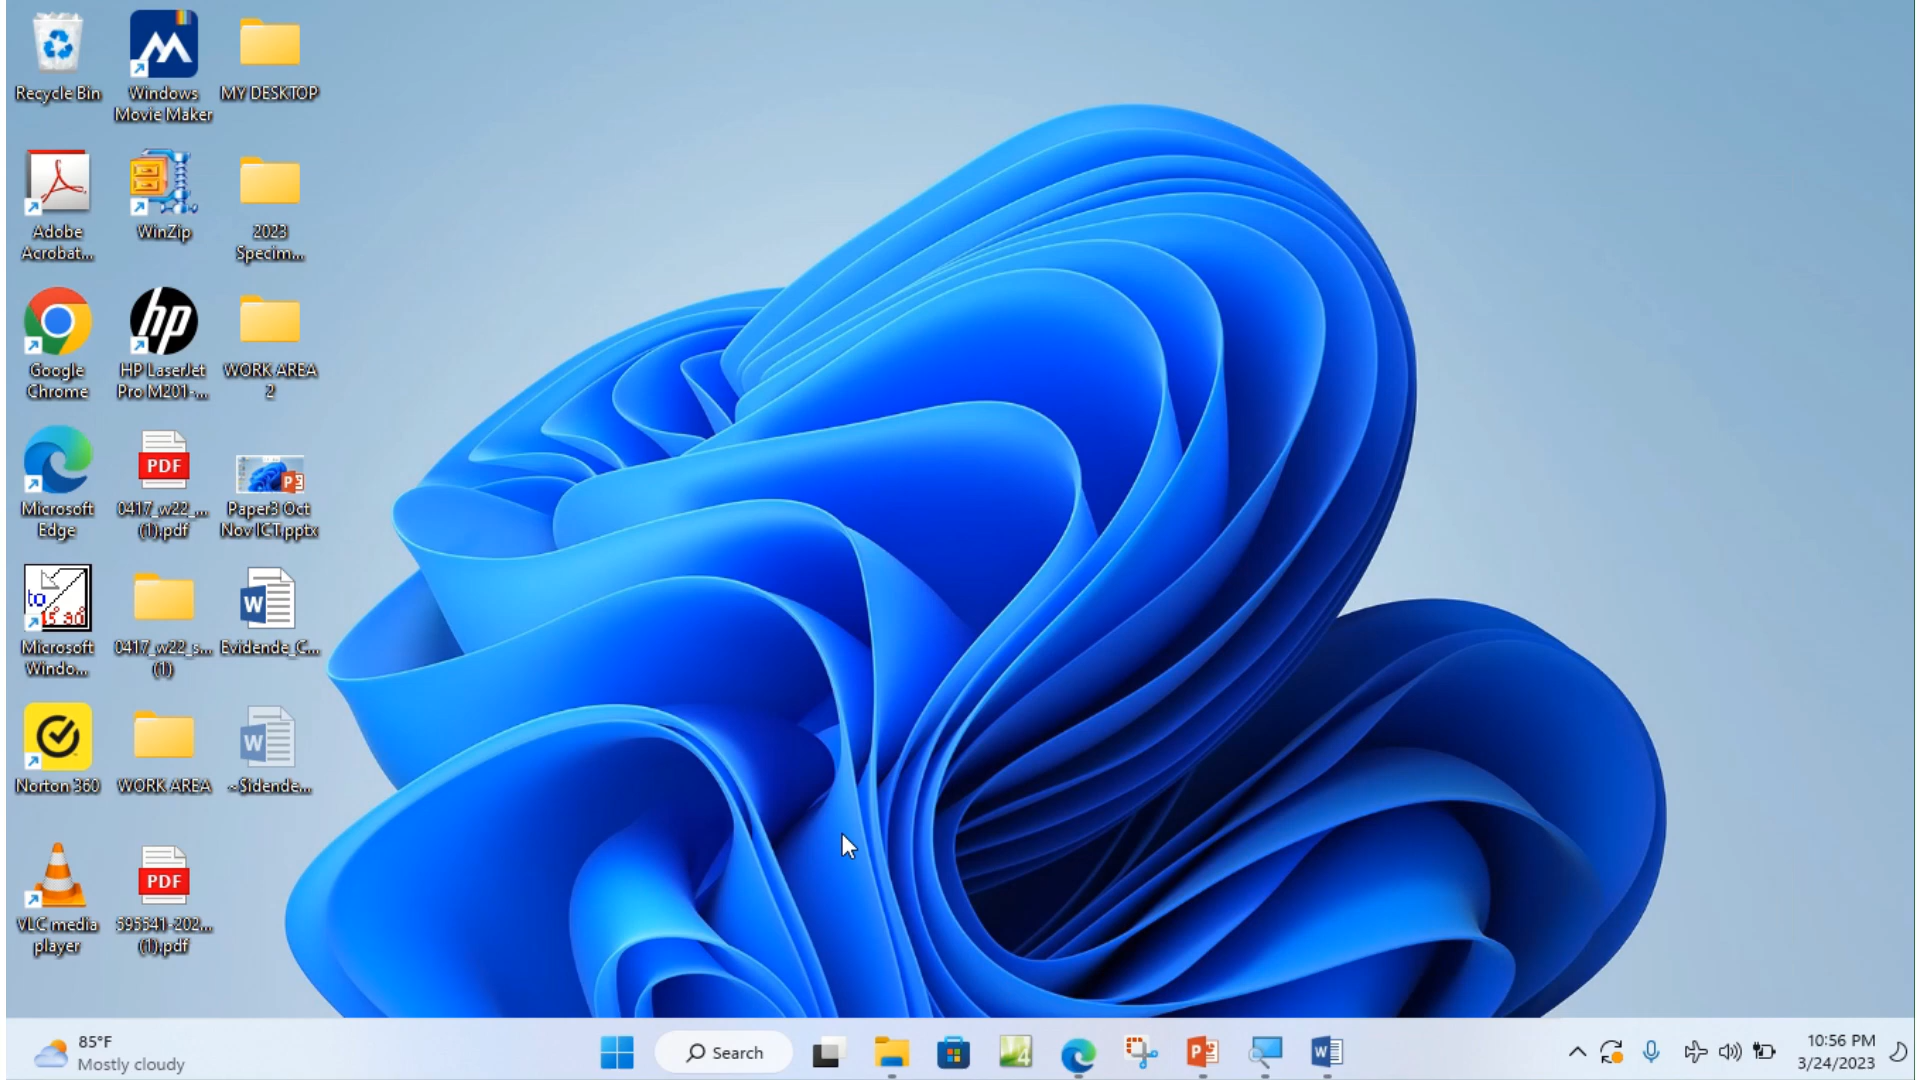 Recycle Bin
Windows
Movie Maker
MY DESKTOP
Adobe
Acrobat...
WinZip
2023
Specim...
Google
Chrome
hp
HP LaserJet
Pro M201-...
WORK AREA
2
Microsoft
Edge
PDF
0417_w22_...
(1).pdf
Paper3 Oct
Nov ICT.pptx
to
Microsoft
Windo...
0417_w22_s...
(1)
W
Evidende_C...
Norton 360
WORK AREA
W
~$idende...
VLC media
player
PDF
595541-202...
(1).pdf
85°F
Mostly cloudy
Search
4
P
W
10:56 PM
3/24/2023